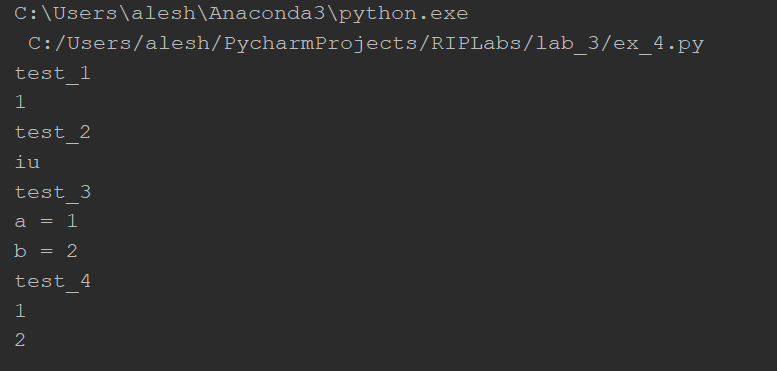 C:\Users\alesh\Anaconda3\python.exe
C:/Users/alesh/PycharmProjects/RIPLabs/lab_3/ex_4.py
test_1
1
test_2
iu
test_3
a = 1
b = 2
test_4
1
2